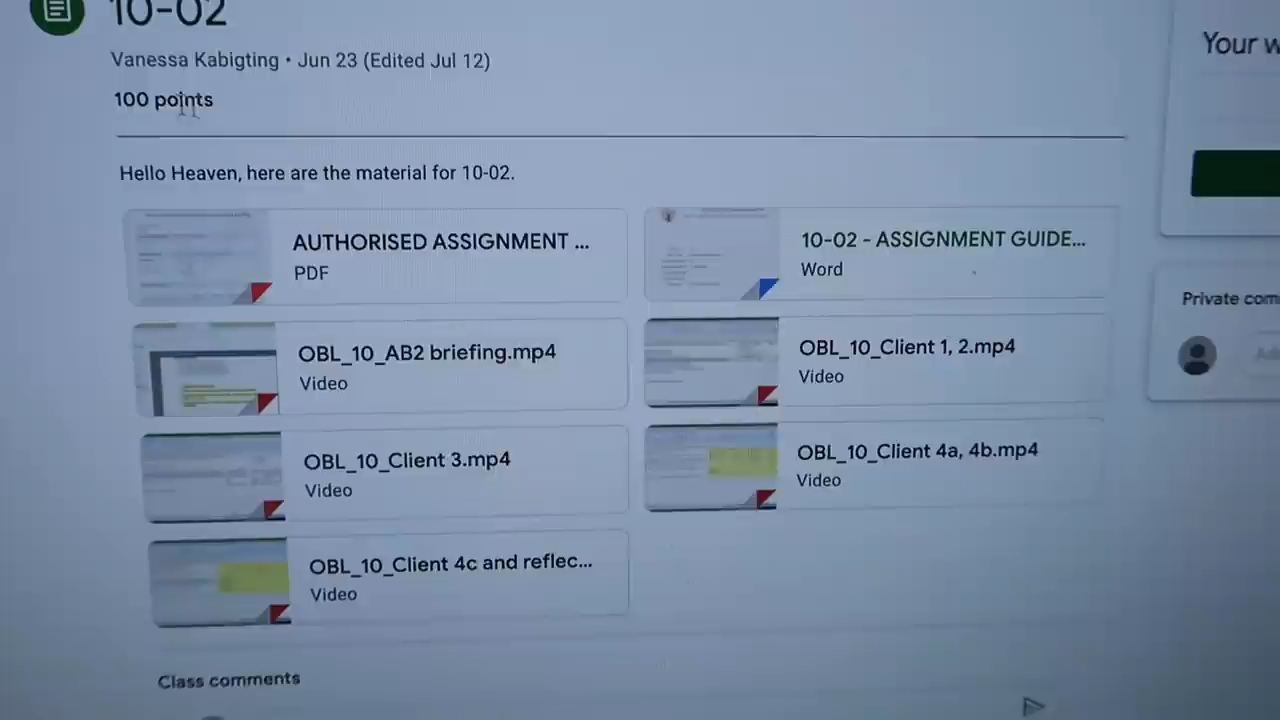 10-02
Vanessa Kabigting • Jun 23 (Edited Jul 12)
100 points
Your w
Hello Heaven, here are the material for 10-02.
AUTHORISED ASSIGNMENT ...
PDF
10-02 - ASSIGNMENT GUIDE...
Word
Private com
OBL_10_AB2 briefing.mp4
Video
OBL_10_Client 1, 2.mp4
Video
OBL_10_Client 3.mp4
Video
OBL_10_Client 4a, 4b.mp4
Video
OBL_10_Client 4c and reflec...
Video
Class comments